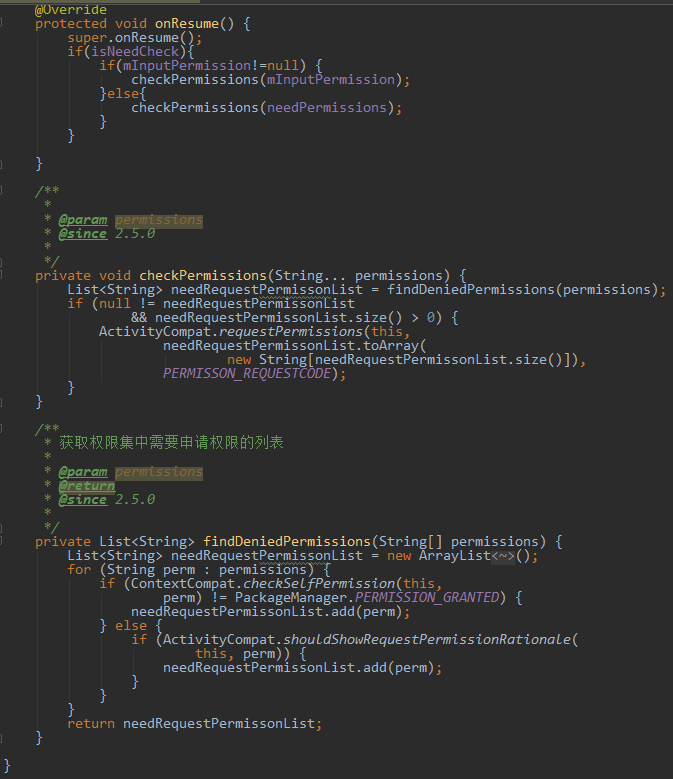 @Override
protected void onResume() {
    super.onResume();
    if(isNeedCheck){
        if(mInputPermission!=null) {
            checkPermissions(mInputPermission);
        }else{
            checkPermissions(needPermissions);
        }
    }

}

/**
 *
 * @param permissions
 * @since 2.5.0
 *
 */
private void checkPermissions(String... permissions) {
    List<String> needRequestPermissonList = findDeniedPermissions(permissions);
    if (null != needRequestPermissonList
            && needRequestPermissonList.size() > 0) {
        ActivityCompat.requestPermissions(this,
                needRequestPermissonList.toArray(
                        new String[needRequestPermissonList.size()]),
                PERMISSON_REQUESTCODE);
    }
}

/**
 * 获取权限集中需要申请权限的列表
 *
 * @param permissions
 * @return
 * @since 2.5.0
 *
 */
private List<String> findDeniedPermissions(String[] permissions) {
    List<String> needRequestPermissonList = new ArrayList<~>();
    for (String perm : permissions) {
        if (ContextCompat.checkSelfPermission(this,
                perm) != PackageManager.PERMISSION_GRANTED) {
            needRequestPermissonList.add(perm);
        } else {
            if (ActivityCompat.shouldShowRequestPermissionRationale(
                    this, perm)) {
                needRequestPermissonList.add(perm);
            }
        }
    }
    return needRequestPermissonList;
}

}